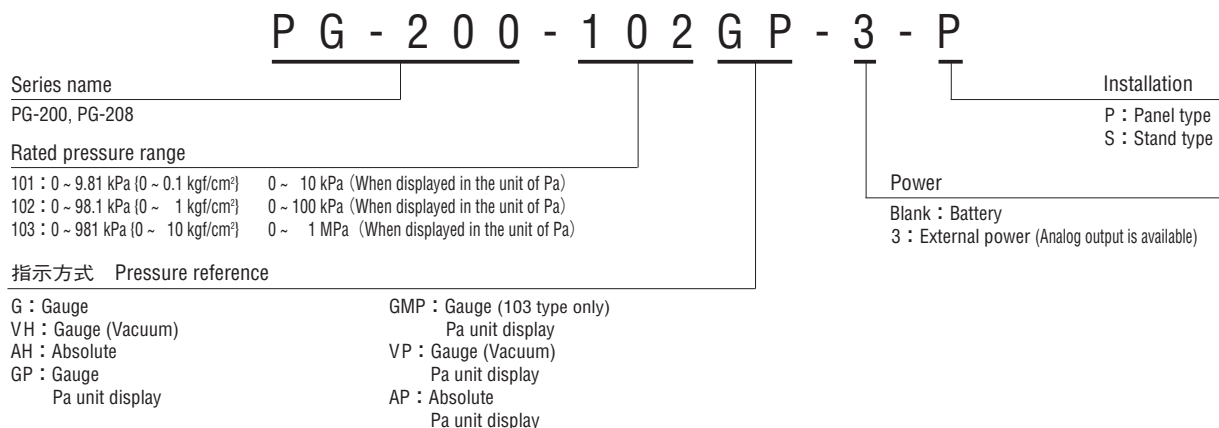 PG-200-102GP-3-P
Series name
PG-200, PG-208
Rated pressure range
101：0 ~ 9.81 kPa {0 ~ 0.1 kgf/cm²} 0 ~ 10 kPa (When displayed in the unit of Pa)
102：0 ~ 98.1 kPa {0 ~ 1 kgf/cm²} 0 ~ 100 kPa (When displayed in the unit of Pa)
103：0 ~ 981 kPa {0 ~ 10 kgf/cm²} 0 ~ 1 MPa (When displayed in the unit of Pa)
指示方式 Pressure reference
G：Gauge
VH：Gauge (Vacuum)
AH：Absolute
GP：Gauge
Pa unit display
GMP：Gauge (103 type only)
Pa unit display
VP：Gauge (Vacuum)
Pa unit display
AP：Absolute
Pa unit display
Installation
P：Panel type
S：Stand type
Power
Blank：Battery
3：External power (Analog output is available)